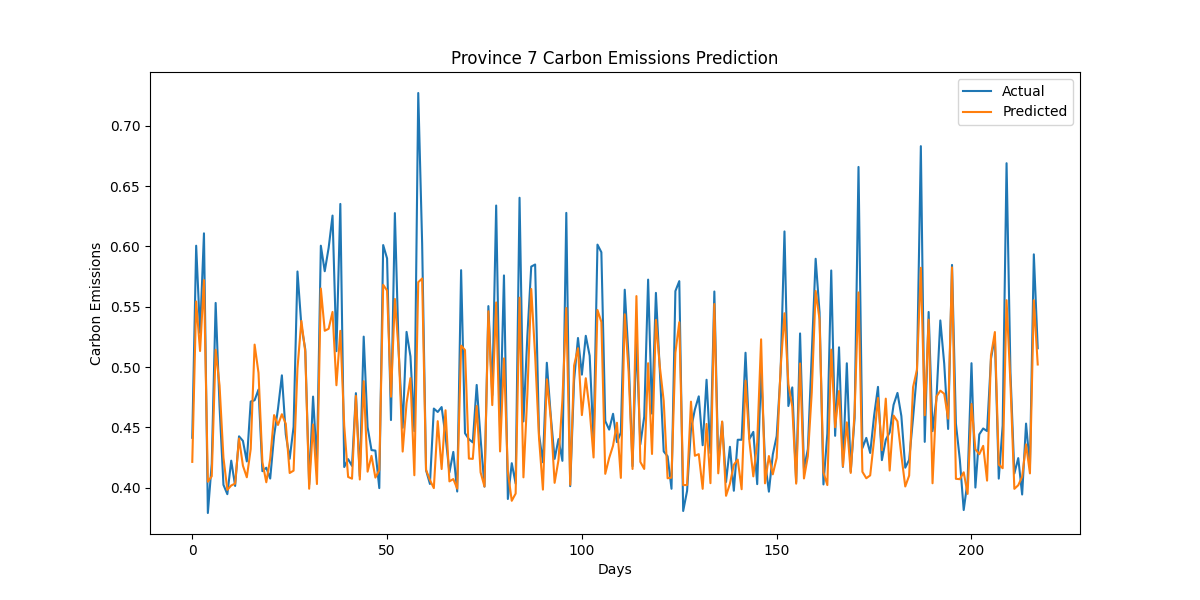 Province 7 Carbon Emissions Prediction
Actual
Predicted
0.70
0.65
0.60
0.55
0.50
0.45
0.40
Carbon Emissions
0 50 100 150 200
Days